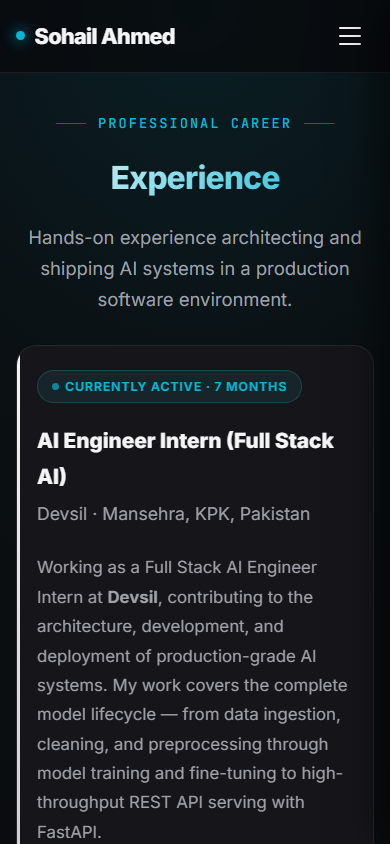 Sohail Ahmed
PROFESSIONAL CAREER
Experience
Hands-on experience architecting and
shipping AI systems in a production
software environment.
CURRENTLY ACTIVE · 7 MONTHS
AI Engineer Intern (Full Stack
AI)
Devsil · Mansehra, KPK, Pakistan
Working as a Full Stack AI Engineer
Intern at Devsil, contributing to the
architecture, development, and
deployment of production-grade AI
systems. My work covers the complete
model lifecycle — from data ingestion,
cleaning, and preprocessing through
model training and fine-tuning to high-
throughput REST API serving with
FastAPI.